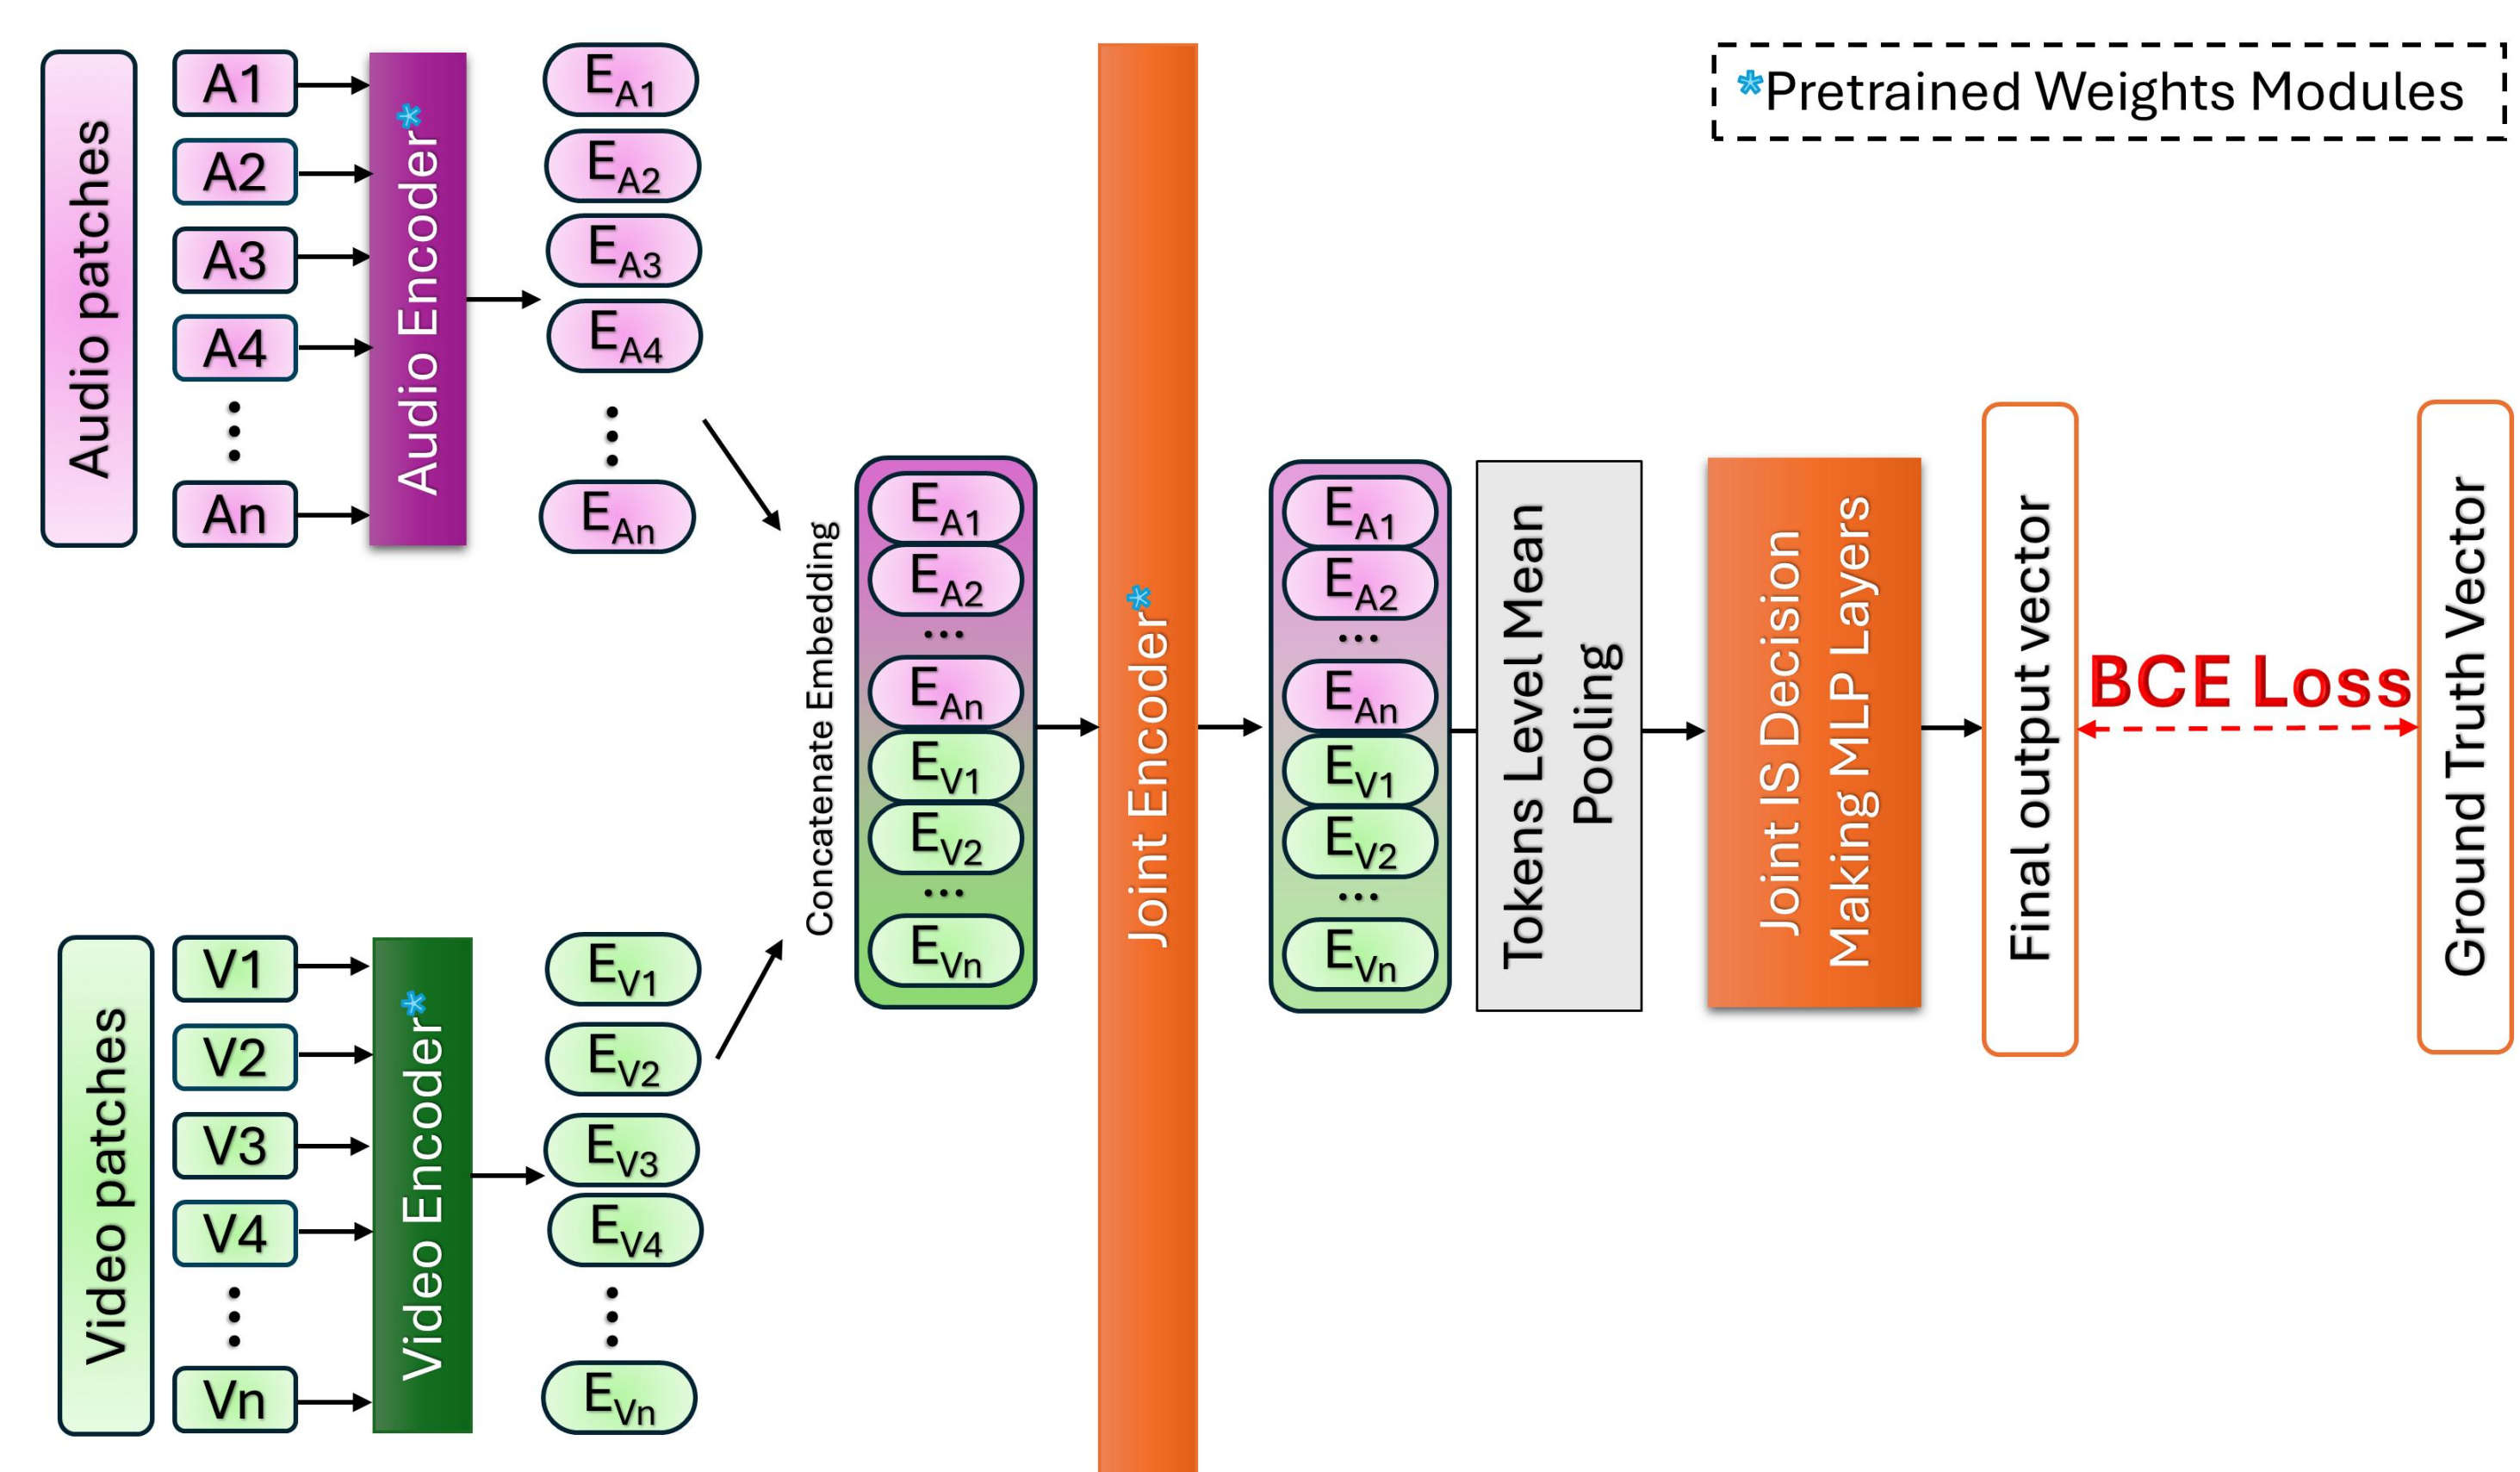 *Pretrained Weights Modules
Audio patches
A1
A2
A3
A4
...
An
Audio Encoder*
EA1
EA2
EA3
EA4
...
EAn
Video patches
V1
V2
V3
V4
...
Vn
Video Encoder*
EV1
EV2
EV3
EV4
...
EVn
Concatenate Embedding
EA1
EA2
...
EAn
EV1
EV2
...
EVn
Joint Encoder*
EA1
EA2
...
EAn
EV1
EV2
...
EVn
Tokens Level Mean
Pooling
Joint IS Decision
Making MLP Layers
Final output vector
BCE Loss
Ground Truth Vector